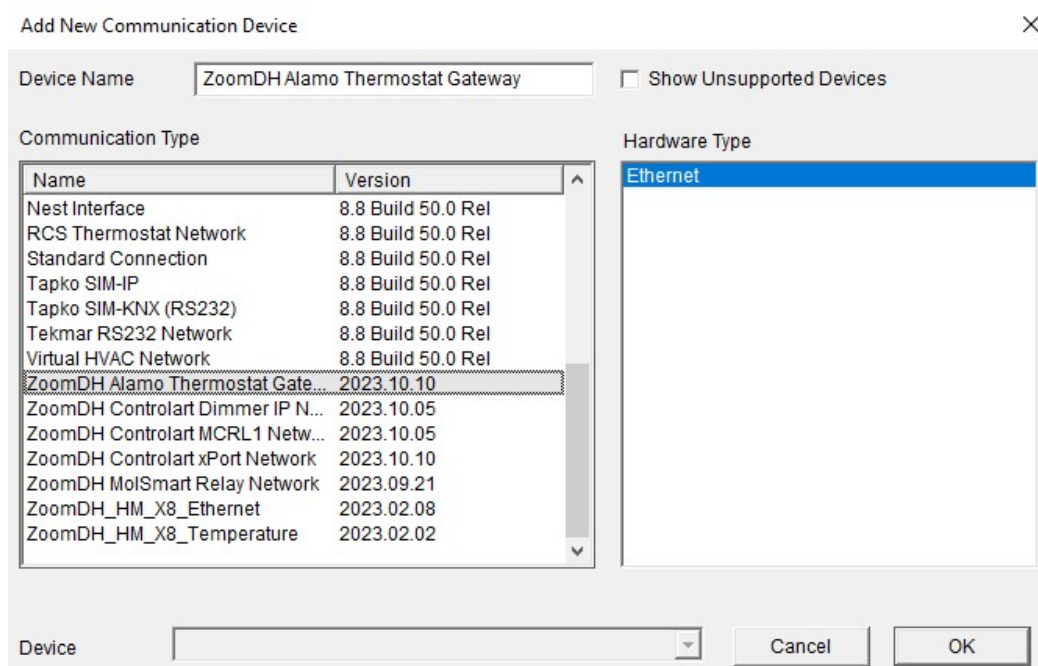 Add New Communication Device
Device Name ZoomDH Alamo Thermostat Gateway Show Unsupported Devices
Communication Type Hardware Type
Name Version Ethernet
Nest Interface 8.8 Build 50.0 Rel
RCS Thermostat Network 8.8 Build 50.0 Rel
Standard Connection 8.8 Build 50.0 Rel
Tapko SIM-IP 8.8 Build 50.0 Rel
Tapko SIM-KNX (RS232) 8.8 Build 50.0 Rel
Tekmar RS232 Network 8.8 Build 50.0 Rel
Virtual HVAC Network 8.8 Build 50.0 Rel
ZoomDH Alamo Thermostat Gate... 2023.10.10
ZoomDH Controlart Dimmer IP N... 2023.10.05
ZoomDH Controlart MCRL1 Netw... 2023.10.05
ZoomDH Controlart xPort Network 2023.10.10
ZoomDH MolSmart Relay Network 2023.09.21
ZoomDH_HM_X8_Ethernet 2023.02.08
ZoomDH_HM_X8_Temperature 2023.02.02
Device Cancel OK